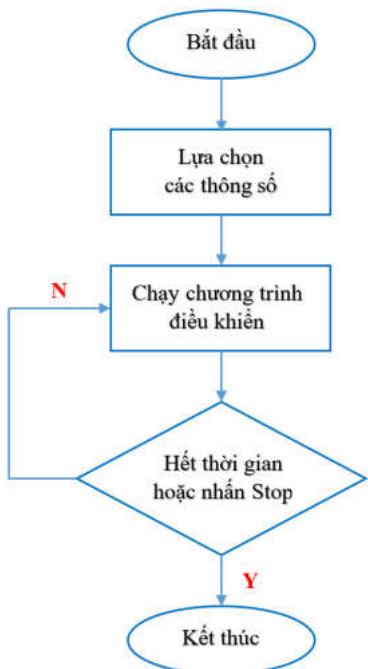 Bắt đầu
Lựa chọn
các thông số
N
Chạy chương trình
điều khiển
Hết thời gian
hoặc nhấn Stop
Y
Kết thúc